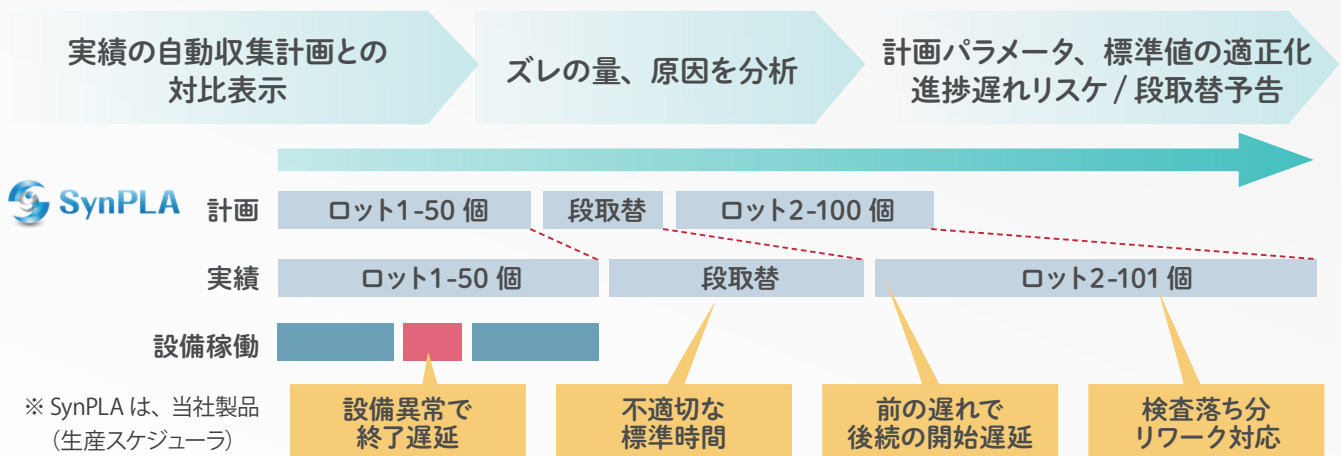 実績の自動収集計画との
対比表示
ズレの量、原因を分析
計画パラメータ、標準値の適正化
進捗遅れリスケ / 段取替予告
SynPLA
計画
ロット1-50 個
段取替
ロット2-100 個
実績
ロット1-50 個
段取替
ロット2-101 個
設備稼働
※ SynPLA は、当社製品
（生産スケジューラ）
設備異常で
終了遅延
不適切な
標準時間
前の遅れで
後続の開始遅延
検査落ち分
リワーク対応